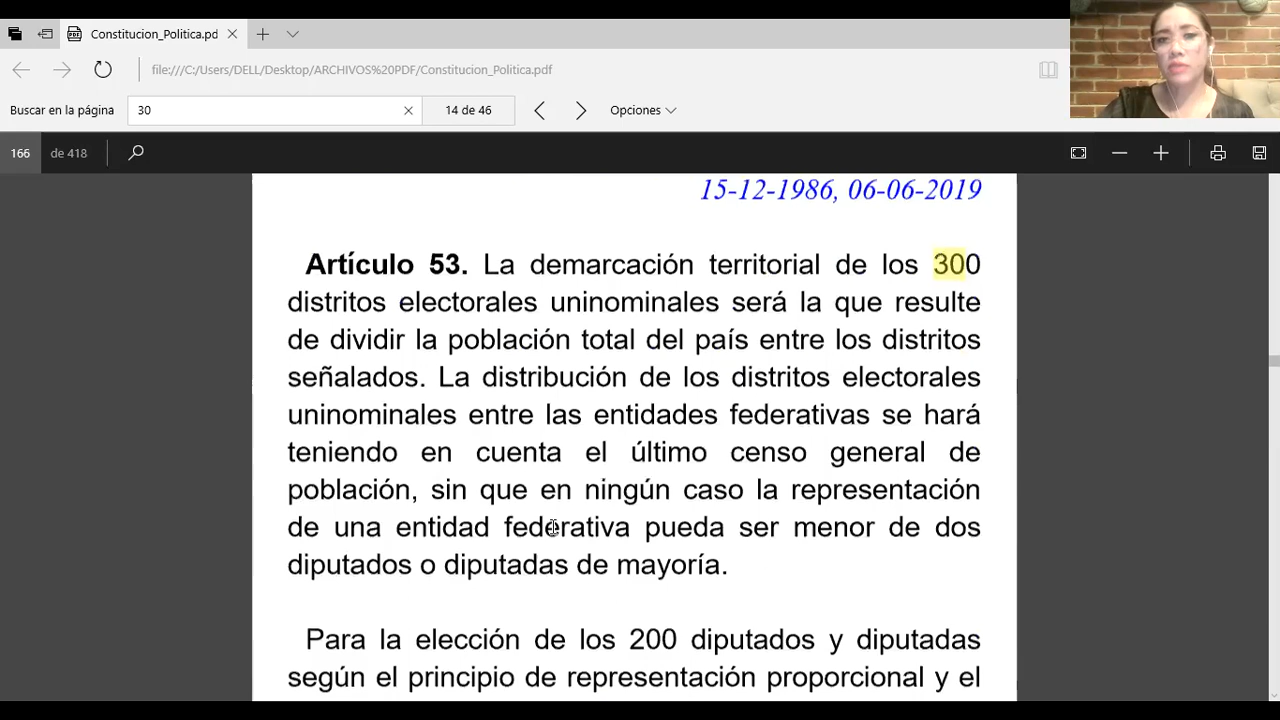 Constitucion_Politica.pd
file:///C:/Users/DELL/Desktop/ARCHIVOS%20PDF/Constitucion_Politica.pdf
Buscar en la página
30
14 de 46
Opciones
166
de 418
15-12-1986, 06-06-2019
Artículo 53. La demarcación territorial de los 300
distritos electorales uninominales será la que resulte
de dividir la población total del país entre los distritos
señalados. La distribución de los distritos electorales
uninominales entre las entidades federativas se hará
teniendo en cuenta el último censo general de
población, sin que en ningún caso la representación
de una entidad federativa pueda ser menor de dos
diputados o diputadas de mayoría.
Para la elección de los 200 diputados y diputadas
según el principio de representación proporcional y el